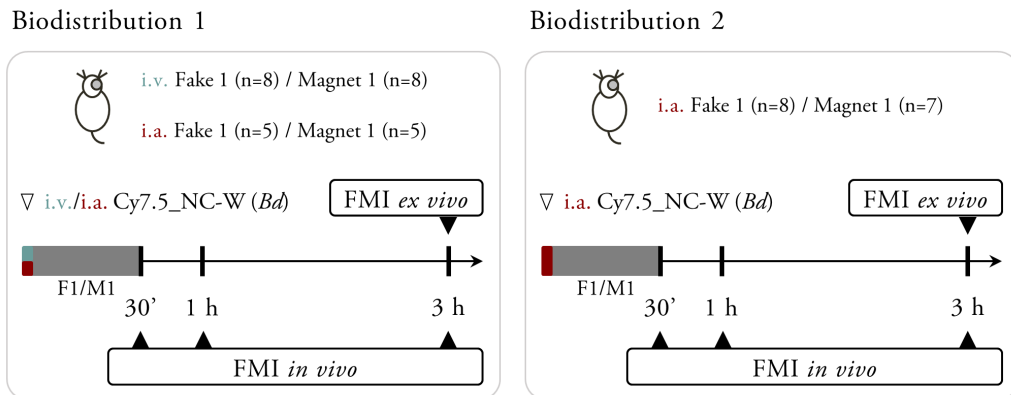 Biodistribution 1
i.v. Fake 1 (n=8) / Magnet 1 (n=8)
i.a. Fake 1 (n=5) / Magnet 1 (n=5)
▽ i.v./i.a. Cy7.5_NC-W (Bd)
FMI ex vivo
F1/M1
30’ 1 h 3 h
FMI in vivo
Biodistribution 2
i.a. Fake 1 (n=8) / Magnet 1 (n=7)
▽ i.a. Cy7.5_NC-W (Bd)
FMI ex vivo
F1/M1
30’ 1 h 3 h
FMI in vivo